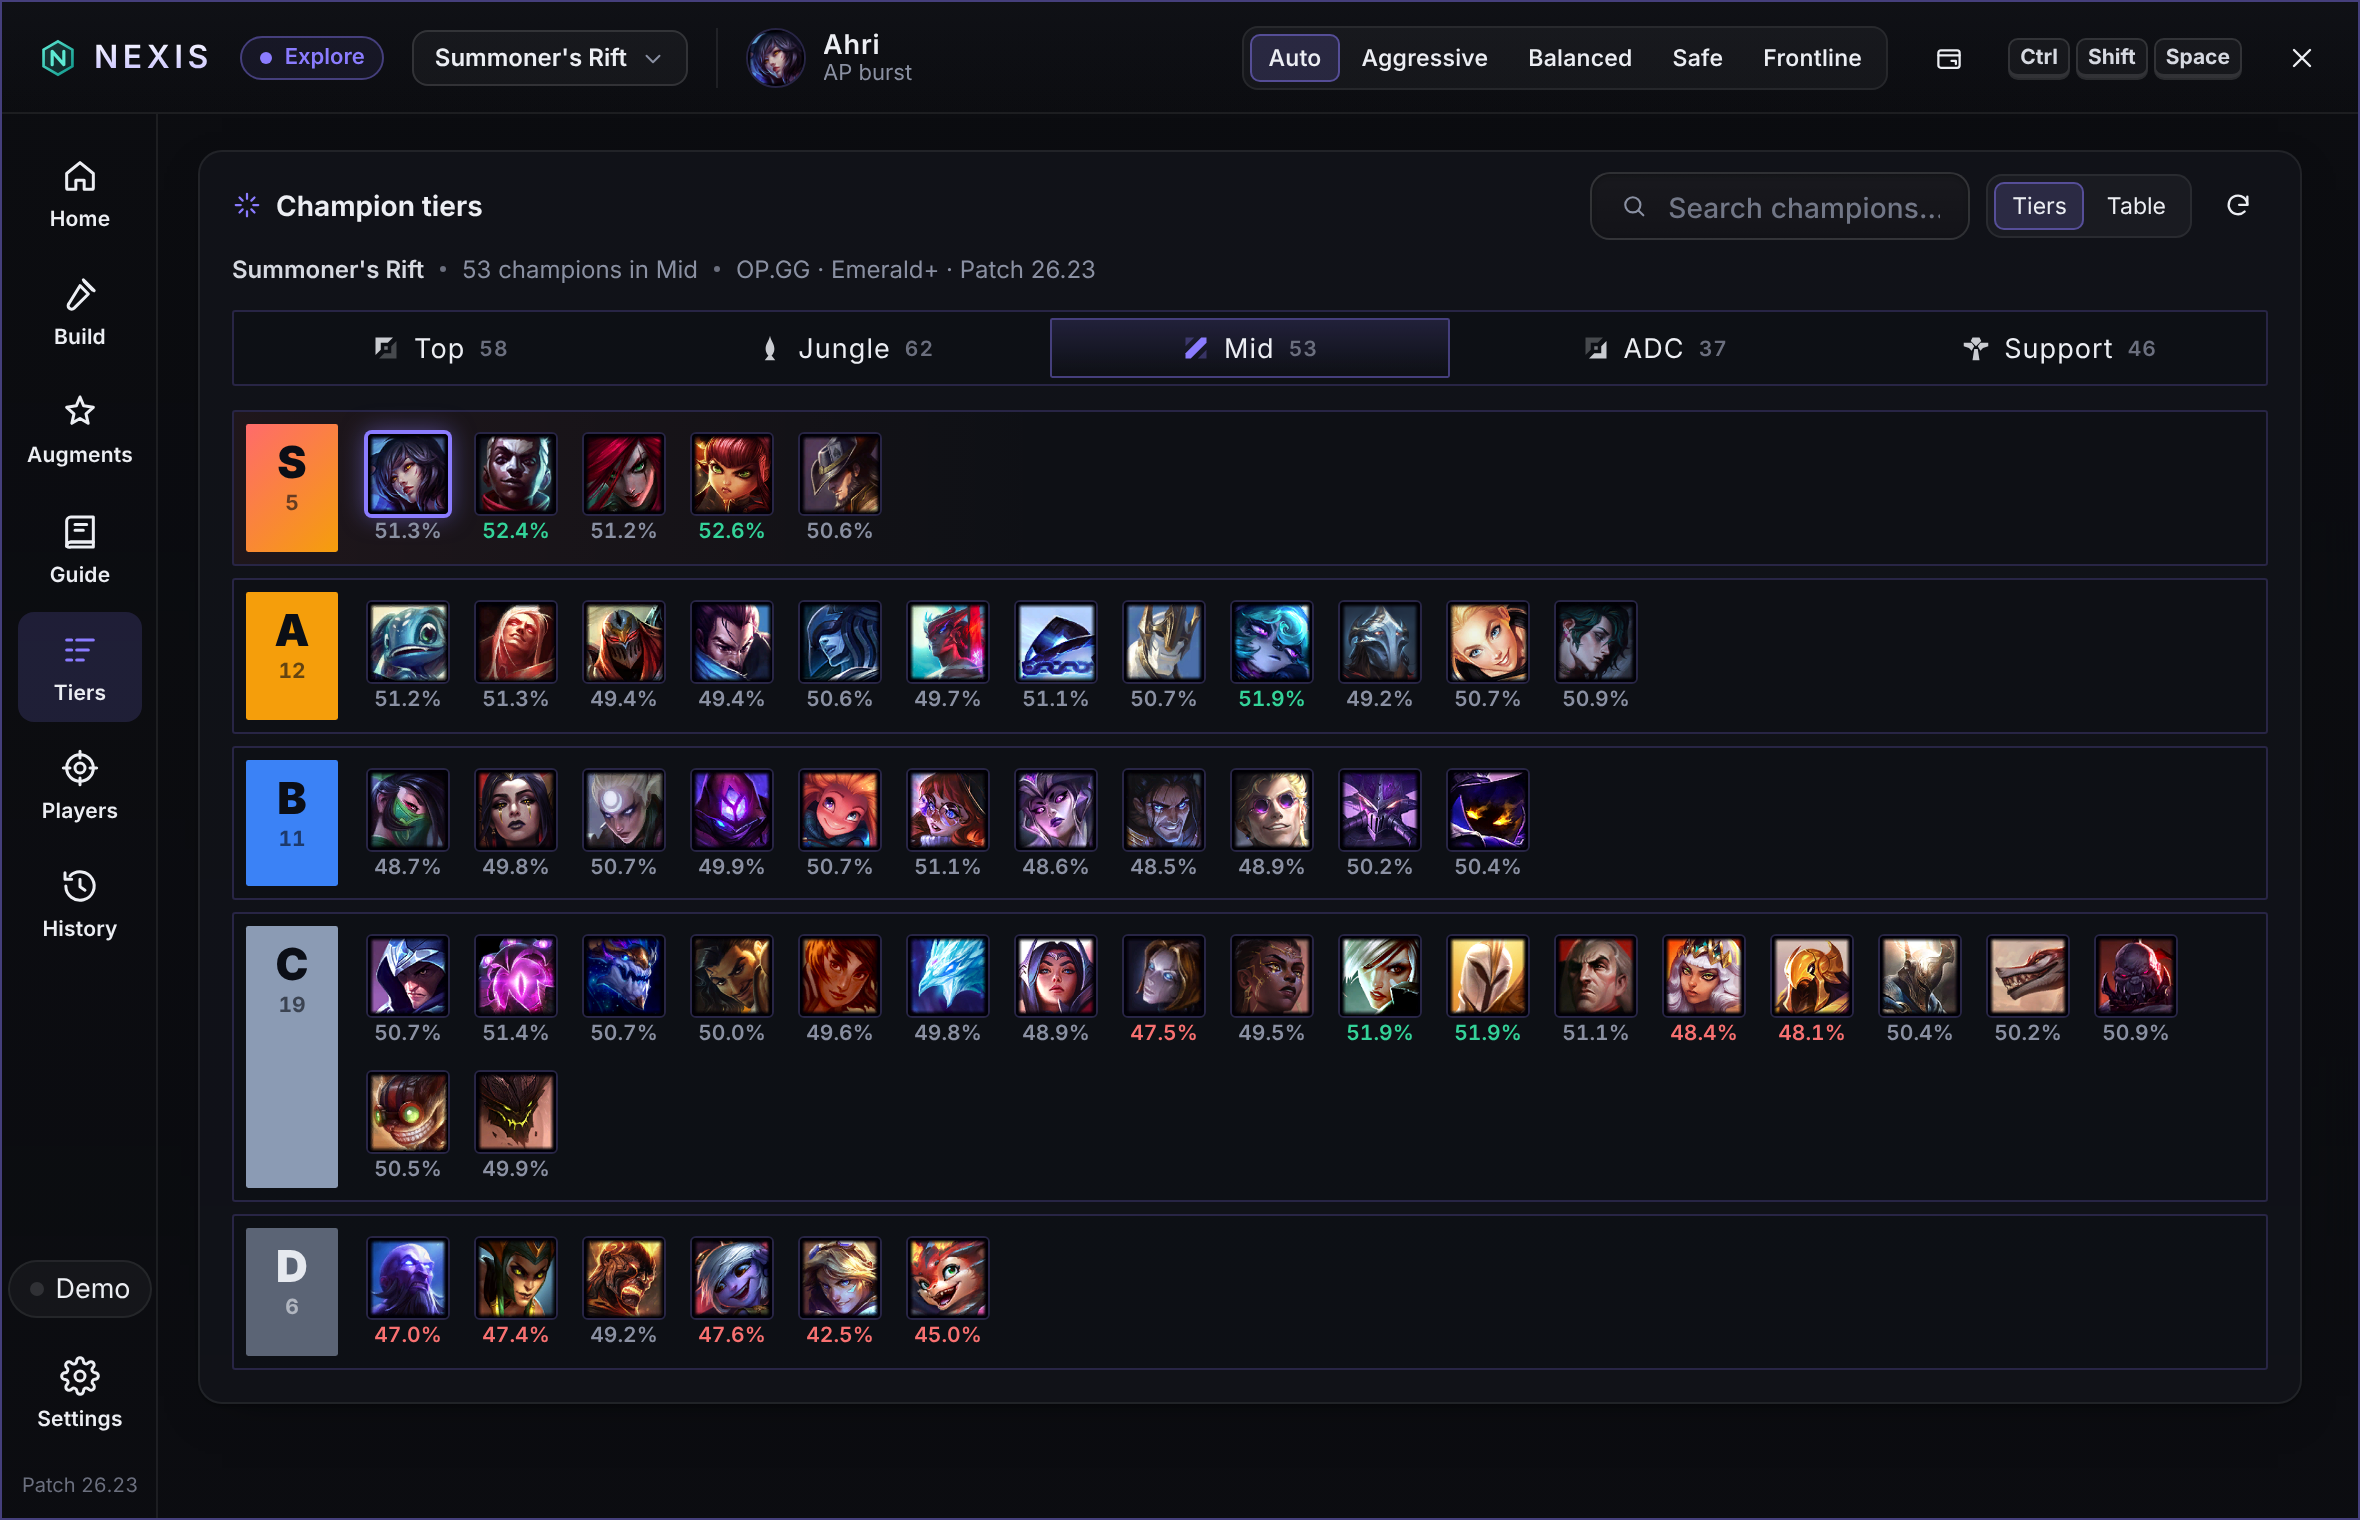 NEXIS
Explore
Summoner's Rift
Ahri
AP burst
Auto Aggressive Balanced Safe Frontline
Ctrl Shift Space
Home
Build
Augments
Guide
Tiers
Players
History
Demo
Settings
Patch 26.23
Champion tiers
Search champions...
Tiers Table
Summoner's Rift • 53 champions in Mid • OP.GG · Emerald+ · Patch 26.23
Top 58 Jungle 62 Mid 53 ADC 37 Support 46
S
5
51.3% 52.4% 51.2% 52.6% 50.6%
A
12
51.2% 51.3% 49.4% 49.4% 50.6% 49.7% 51.1% 50.7% 51.9% 49.2% 50.7% 50.9%
B
11
48.7% 49.8% 50.7% 49.9% 50.7% 51.1% 48.6% 48.5% 48.9% 50.2% 50.4%
C
19
50.7% 51.4% 50.7% 50.0% 49.6% 49.8% 48.9% 47.5% 49.5% 51.9% 51.9% 51.1% 48.4% 48.1% 50.4% 50.2% 50.9%
50.5% 49.9%
D
6
47.0% 47.4% 49.2% 47.6% 42.5% 45.0%